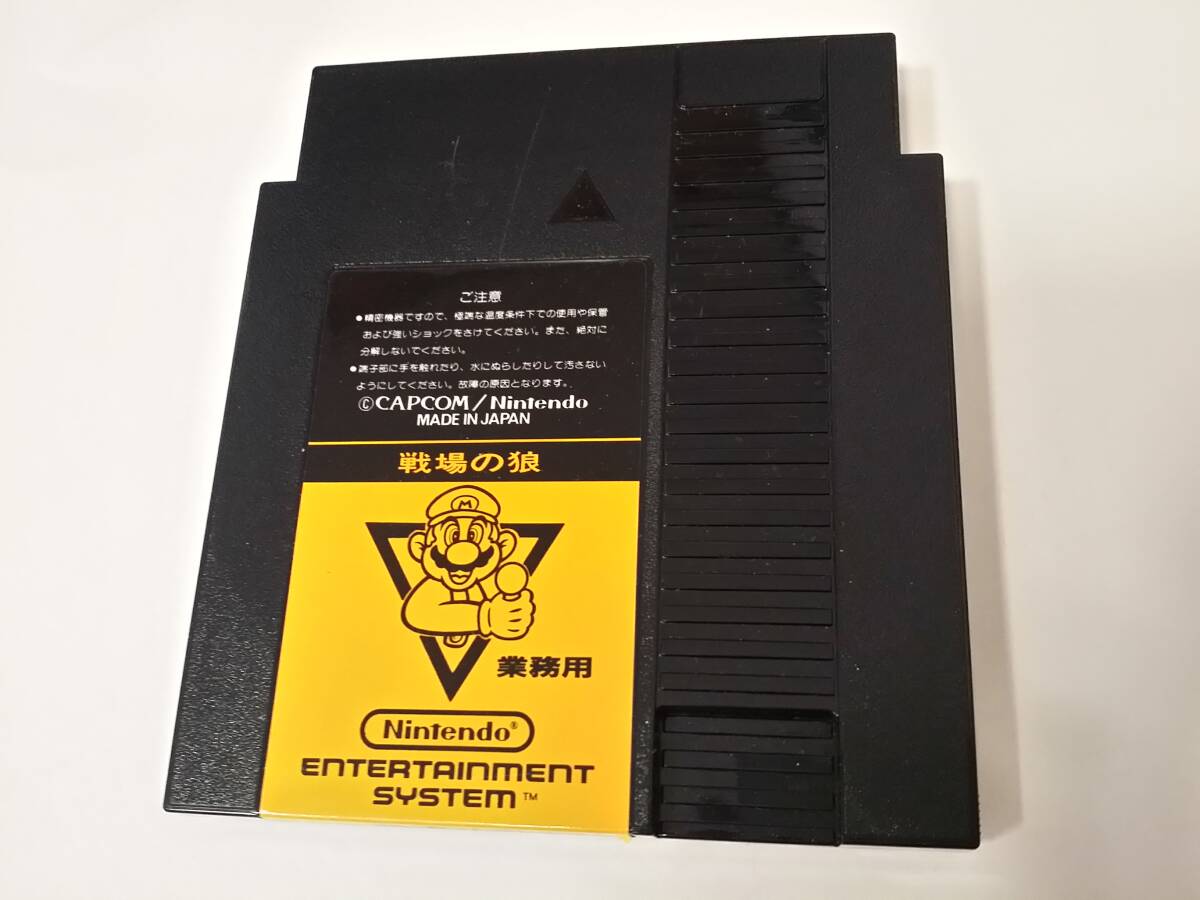 ご注意
●精密機器ですので、極端な温度条件下での使用や保管
および強いショックをさけてください。また、絶対に
分解しないでください。
●端子部に手を触れたり、水にぬらしたりして汚さない
ようにしてください。故障の原因となります。
©CAPCOM/Nintendo
MADE IN JAPAN
戦場の狼
M
業務用
Nintendo®
ENTERTAINMENT
SYSTEM™